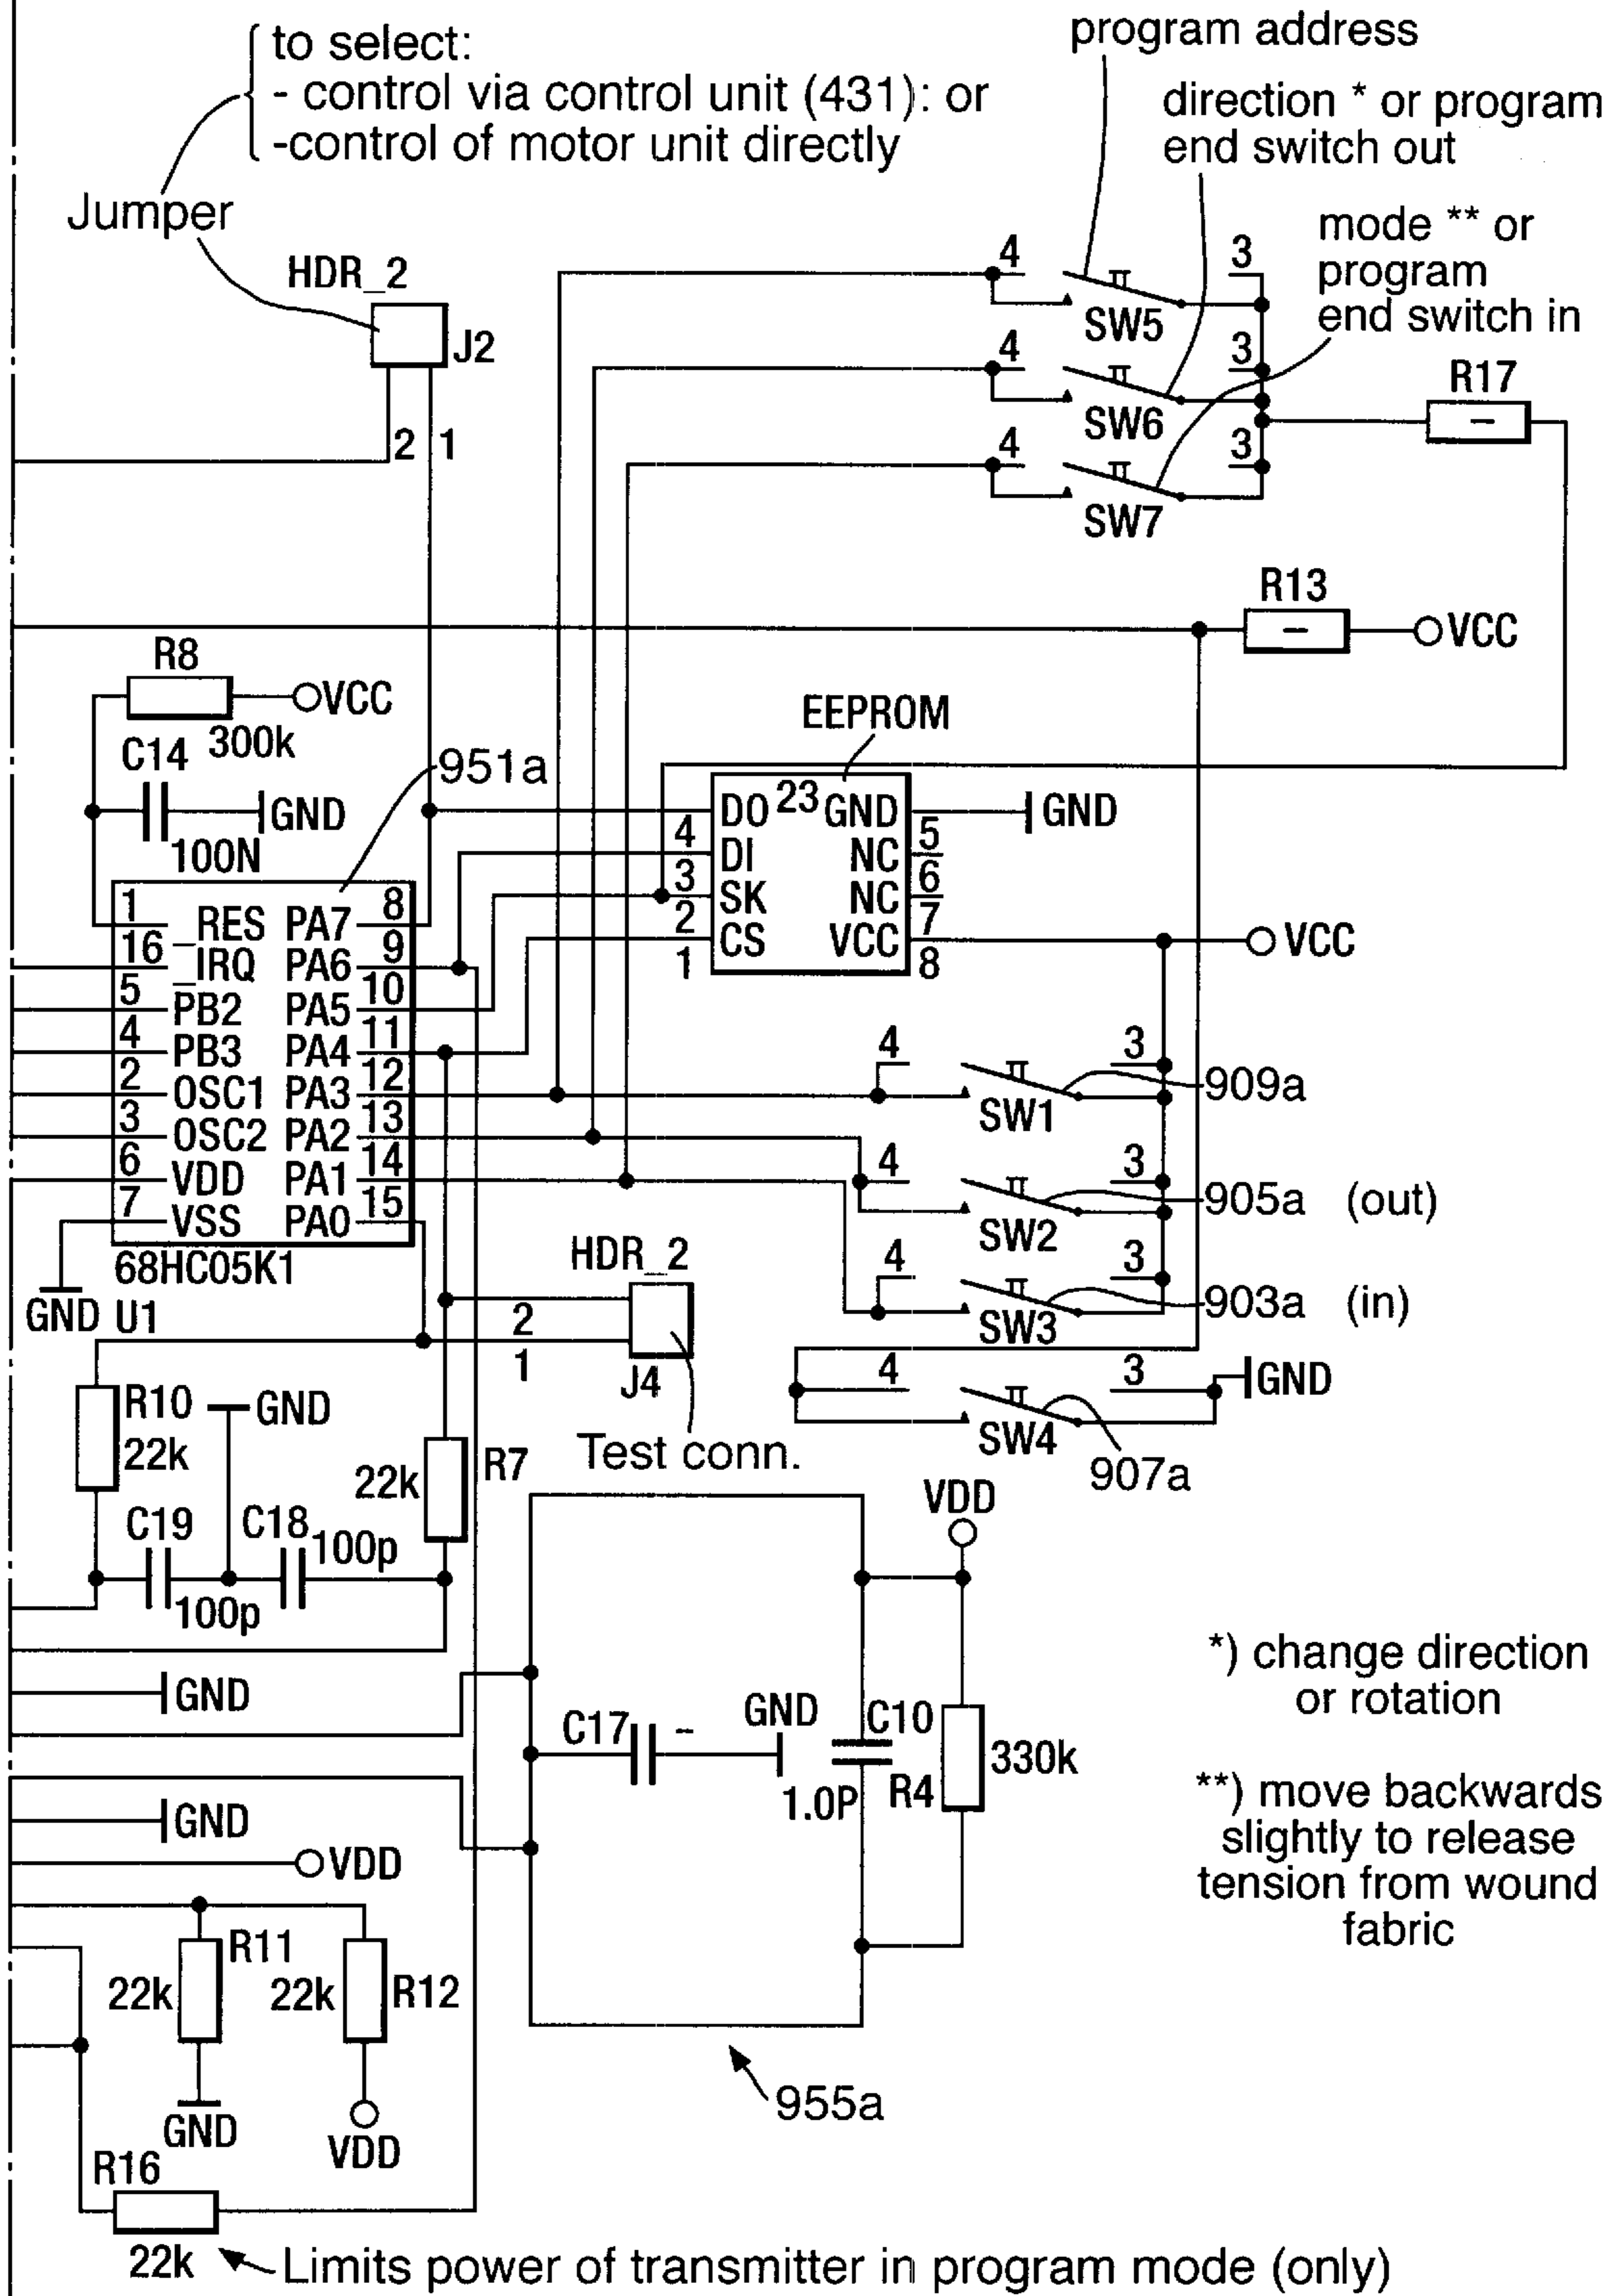 to select:
- control via control unit (431): or
-control of motor unit directly
Jumper
program address
direction * or program
end switch out
mode ** or
program
end switch in
HDR_2
J2
2 1
4 3
SW5
4 3
SW6
4 3
SW7
R17
-
R13
-
VCC
R8
VCC
300k
C14
GND
100N
951a
EEPROM
DO 23 GND
GND
4 DI NC 5
3 SK NC 6
2 CS VCC 7
1 8
VCC
1 _RES PA7 8
16 _IRQ PA6 9
5 PB2 PA5 10
4 PB3 PA4 11
2 OSC1 PA3 12
3 OSC2 PA2 13
6 VDD PA1 14
7 VSS PA0 15
68HC05K1
GND U1
4 3
SW1
909a
4 3
SW2
905a (out)
4 3
SW3
903a (in)
4 3
SW4
GND
907a
HDR_2
2
1
J4
Test conn.
R10
22k
GND
22k
R7
C19
100p
C18
100p
VDD
GND
C17
-
GND
C10
1.0P
R4
330k
GND
VDD
R11
22k
22k
R12
GND
VDD
955a
*) change direction
or rotation
**) move backwards
slightly to release
tension from wound
fabric
R16
22k
Limits power of transmitter in program mode (only)